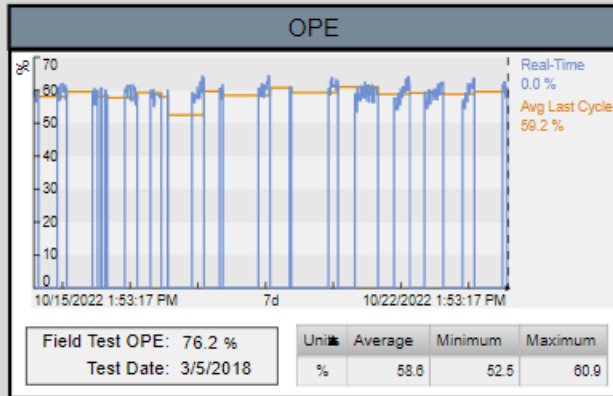 OPE
%
70
60
50
40
30
20
10
0
Real-Time
0.0 %
Avg Last Cycle
59.2 %
10/15/2022 1:53:17 PM 7d 10/22/2022 1:53:17 PM
Field Test OPE: 76.2 %
Test Date: 3/5/2018
Units Average Minimum Maximum
% 58.6 52.5 60.9